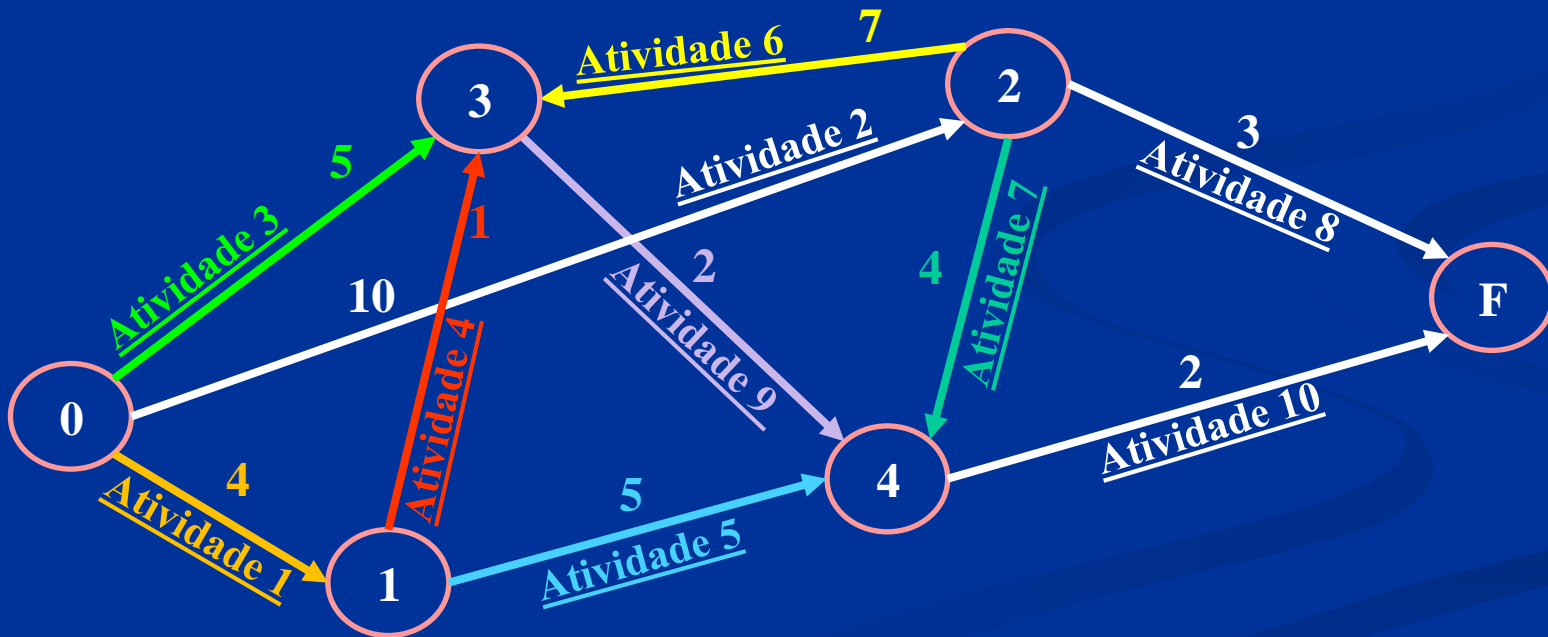 7
Atividade 6
3
2
5
Atividade 2
3
Atividade 8
Atividade 3
1
2
Atividade 7
4
10
Atividade 9
F
Atividade 4
2
Atividade 10
0
4
Atividade 1
5
Atividade 5
4
1